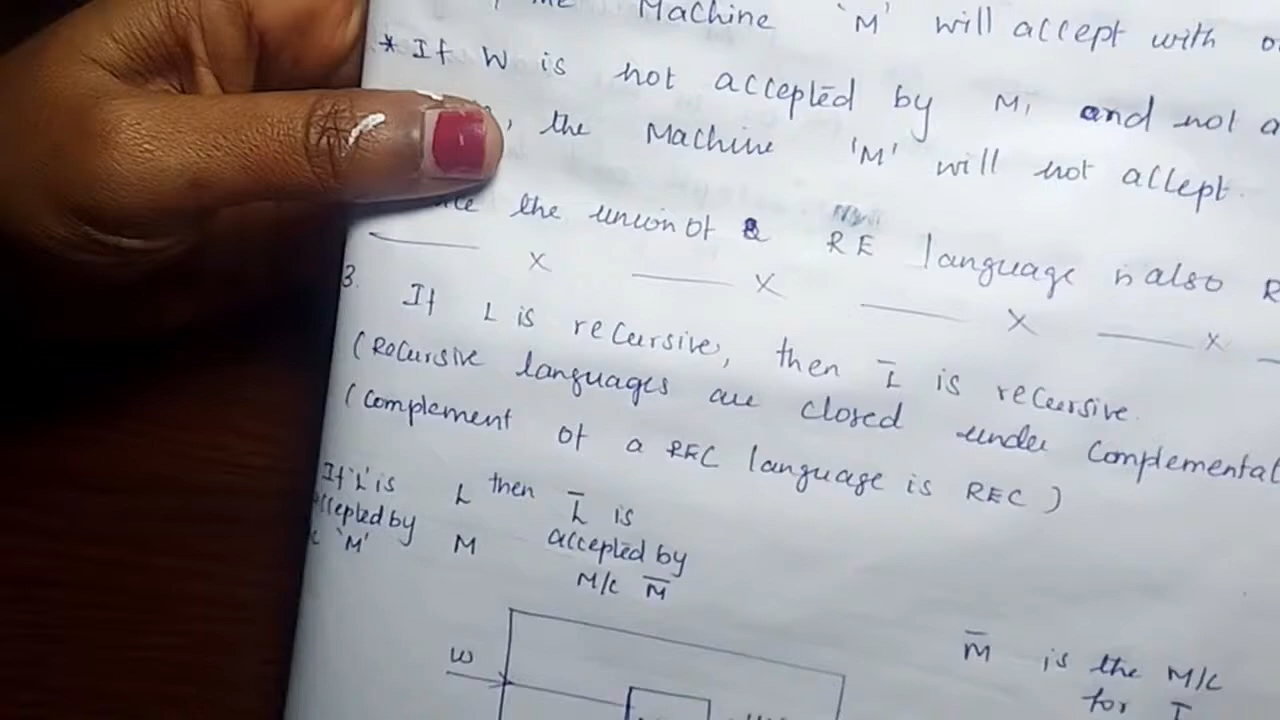 Machine 'M' will accept with
* If W is not accepted by M, and not
, the Machine 'M' will not accept.
the union of 2 RE language is also R
3. If L is recursive, then L̅ is recursive.
(Recursive languages are closed under complemental
(Complement of a REC language is REC)
If 'L' is L then L̅ is
accepted by M accepted by
'M' M/C M̅
M̅ is the M/C
for L̅
w